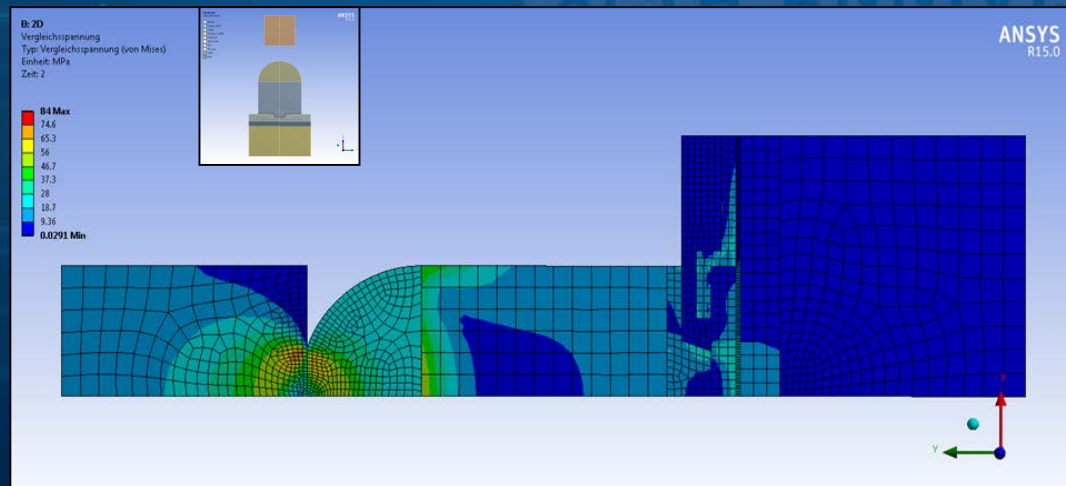 B: 2D
Vergleichsspannung
Typ: Vergleichsspannung (von Mises)
Einheit: MPa
Zeit: 2
84 Max
74.6
65.3
56
46.7
37.3
28
18.7
9.36
0.0291 Min
ANSYS
ANSYS
R15.0
X
Y